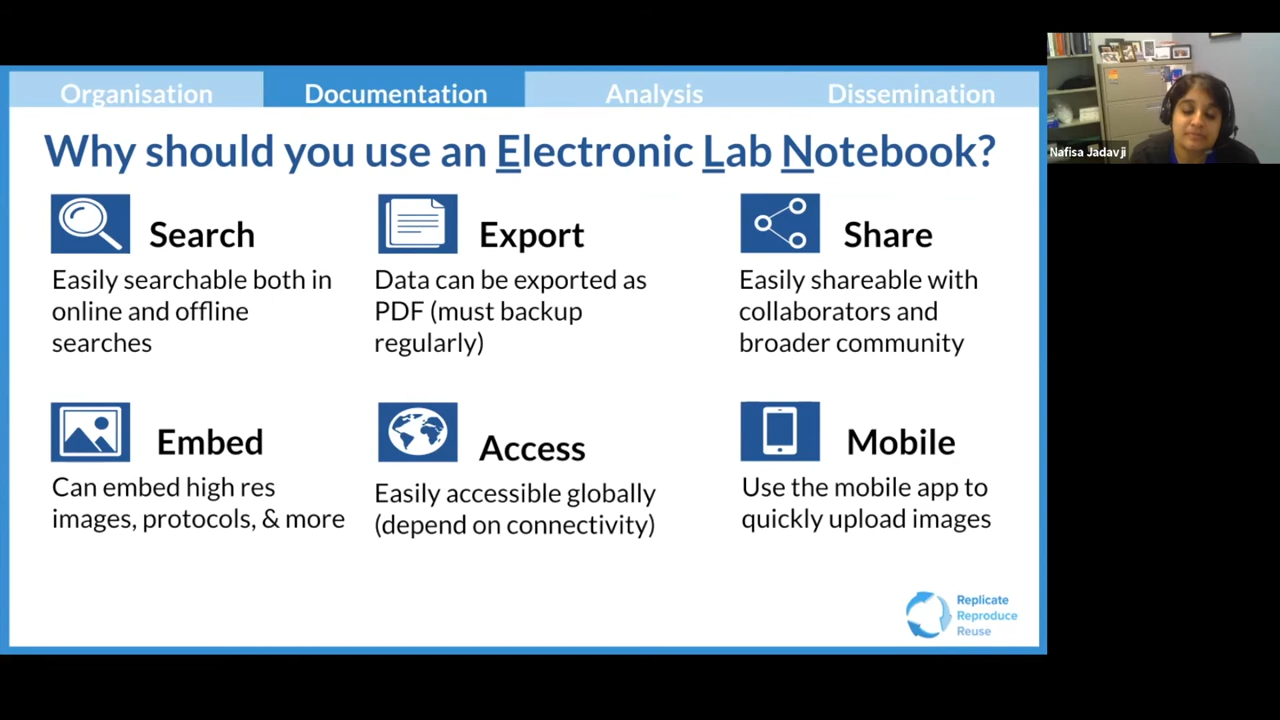 Organisation Documentation Analysis Dissemination
Nafisa Jadavji
Why should you use an Electronic Lab Notebook?
Search
Easily searchable both in
online and offline
searches
Export
Data can be exported as
PDF (must backup
regularly)
Share
Easily shareable with
collaborators and
broader community
Embed
Can embed high res
images, protocols, & more
Access
Easily accessible globally
(depend on connectivity)
Mobile
Use the mobile app to
quickly upload images
Replicate
Reproduce
Reuse